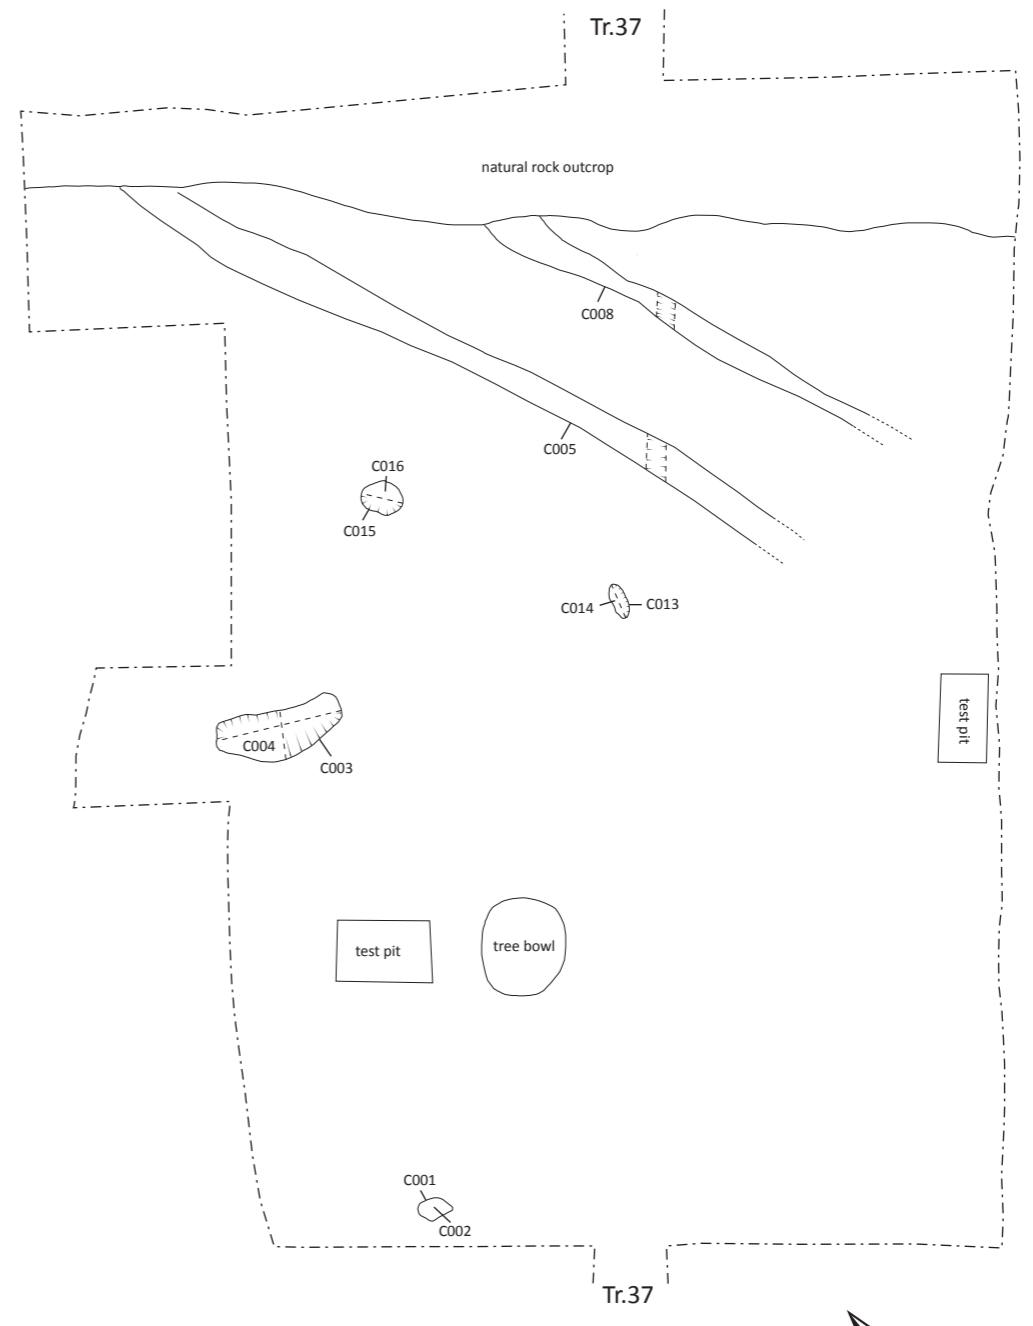 Tr.37
natural rock outcrop
C008
C005
C016
C015
C014
C013
test pit
C004
C003
test pit
tree bowl
C001
C002
Tr.37